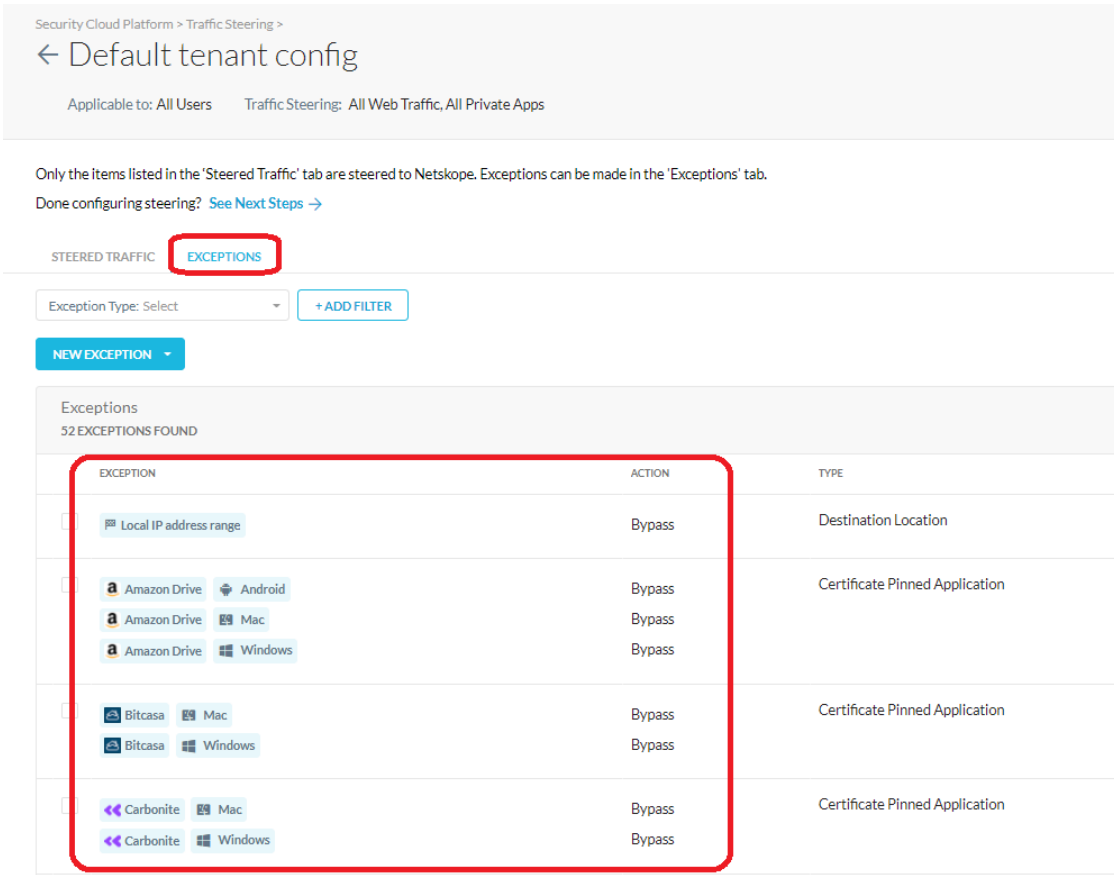 Security Cloud Platform > Traffic Steering >
← Default tenant config
Applicable to: All Users Traffic Steering: All Web Traffic, All Private Apps
Only the items listed in the 'Steered Traffic' tab are steered to Netskope. Exceptions can be made in the 'Exceptions' tab.
Done configuring steering? See Next Steps →
STEERED TRAFFIC EXCEPTIONS
Exception Type: Select + ADD FILTER
NEW EXCEPTION
Exceptions
52 EXCEPTIONS FOUND
EXCEPTION ACTION TYPE
Local IP address range Bypass Destination Location
Amazon Drive Android Bypass Certificate Pinned Application
Amazon Drive Mac Bypass
Amazon Drive Windows Bypass
Bitcasa Mac Bypass Certificate Pinned Application
Bitcasa Windows Bypass
Carbonite Mac Bypass Certificate Pinned Application
Carbonite Windows Bypass